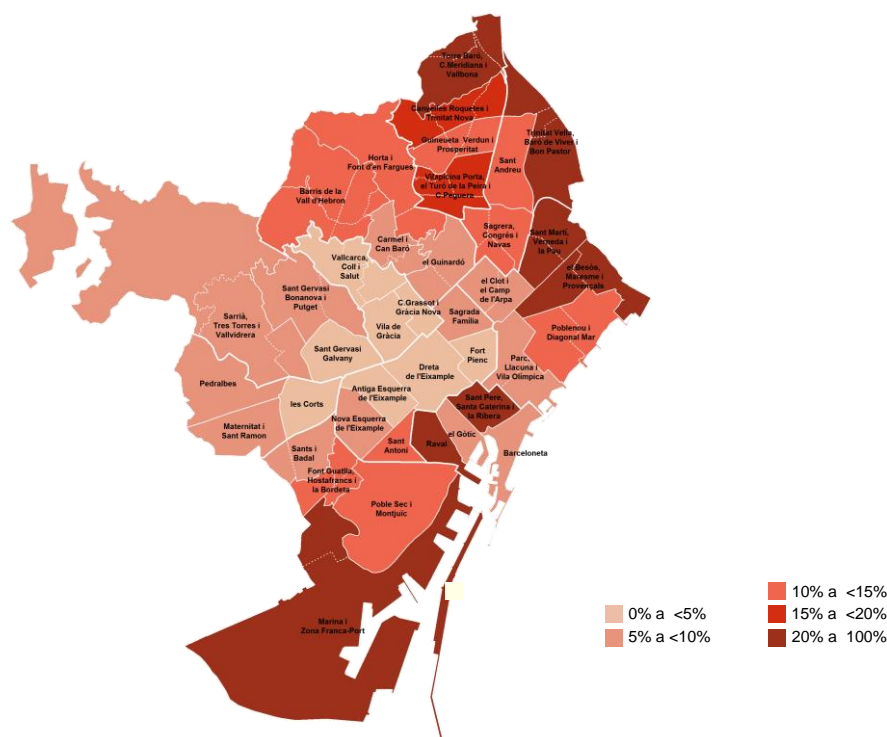 Torre Baró,
C.Meridiana i
Vallbona
Canyelles Roquetes i
Trinitat Nova
Guineueta Verdun i
Prosperitat
Trinitat Vella,
Baró de Viver i
Bon Pastor
Sant
Andreu
Horta i
Font d'en Fargues
Vilapicina Porta,
el Turó de la Peira i
C.Peguera
Barris de la
Vall d'Hebron
Sagrera,
Congrés i
Navas
Sant Martí,
Verneda i
la Pau
Carmel i
Can Baró
el Guinardó
Vallcarca,
Coll i
Salut
el Besòs,
Maresme i
Provençals
el Clot i
el Camp
de l'Arpa
Sant Gervasi
Bonanova i
Putget
C.Grassot i
Gràcia Nova
Sagrada
Família
Sarrià,
Tres Torres i
Vallvidrera
Vila de
Gràcia
Poblenou i
Diagonal Mar
Sant Gervasi
Galvany
Fort
Pienc
Parc,
Llacuna i
Vila Olímpica
Dreta
de l'Eixample
Pedralbes
Antiga Esquerra
de l'Eixample
les Corts
Sant Pere,
Santa Caterina i
la Ribera
Maternitat i
Sant Ramon
Nova Esquerra
de l'Eixample
el Gòtic
Sant
Antoni
Raval
Barceloneta
Sants i
Badal
Font Guatlla,
Hostafrancs i
la Bordeta
Poble Sec i
Montjuïc
Marina i
Zona Franca-Port
0% a <5%
5% a <10%
10% a <15%
15% a <20%
20% a 100%